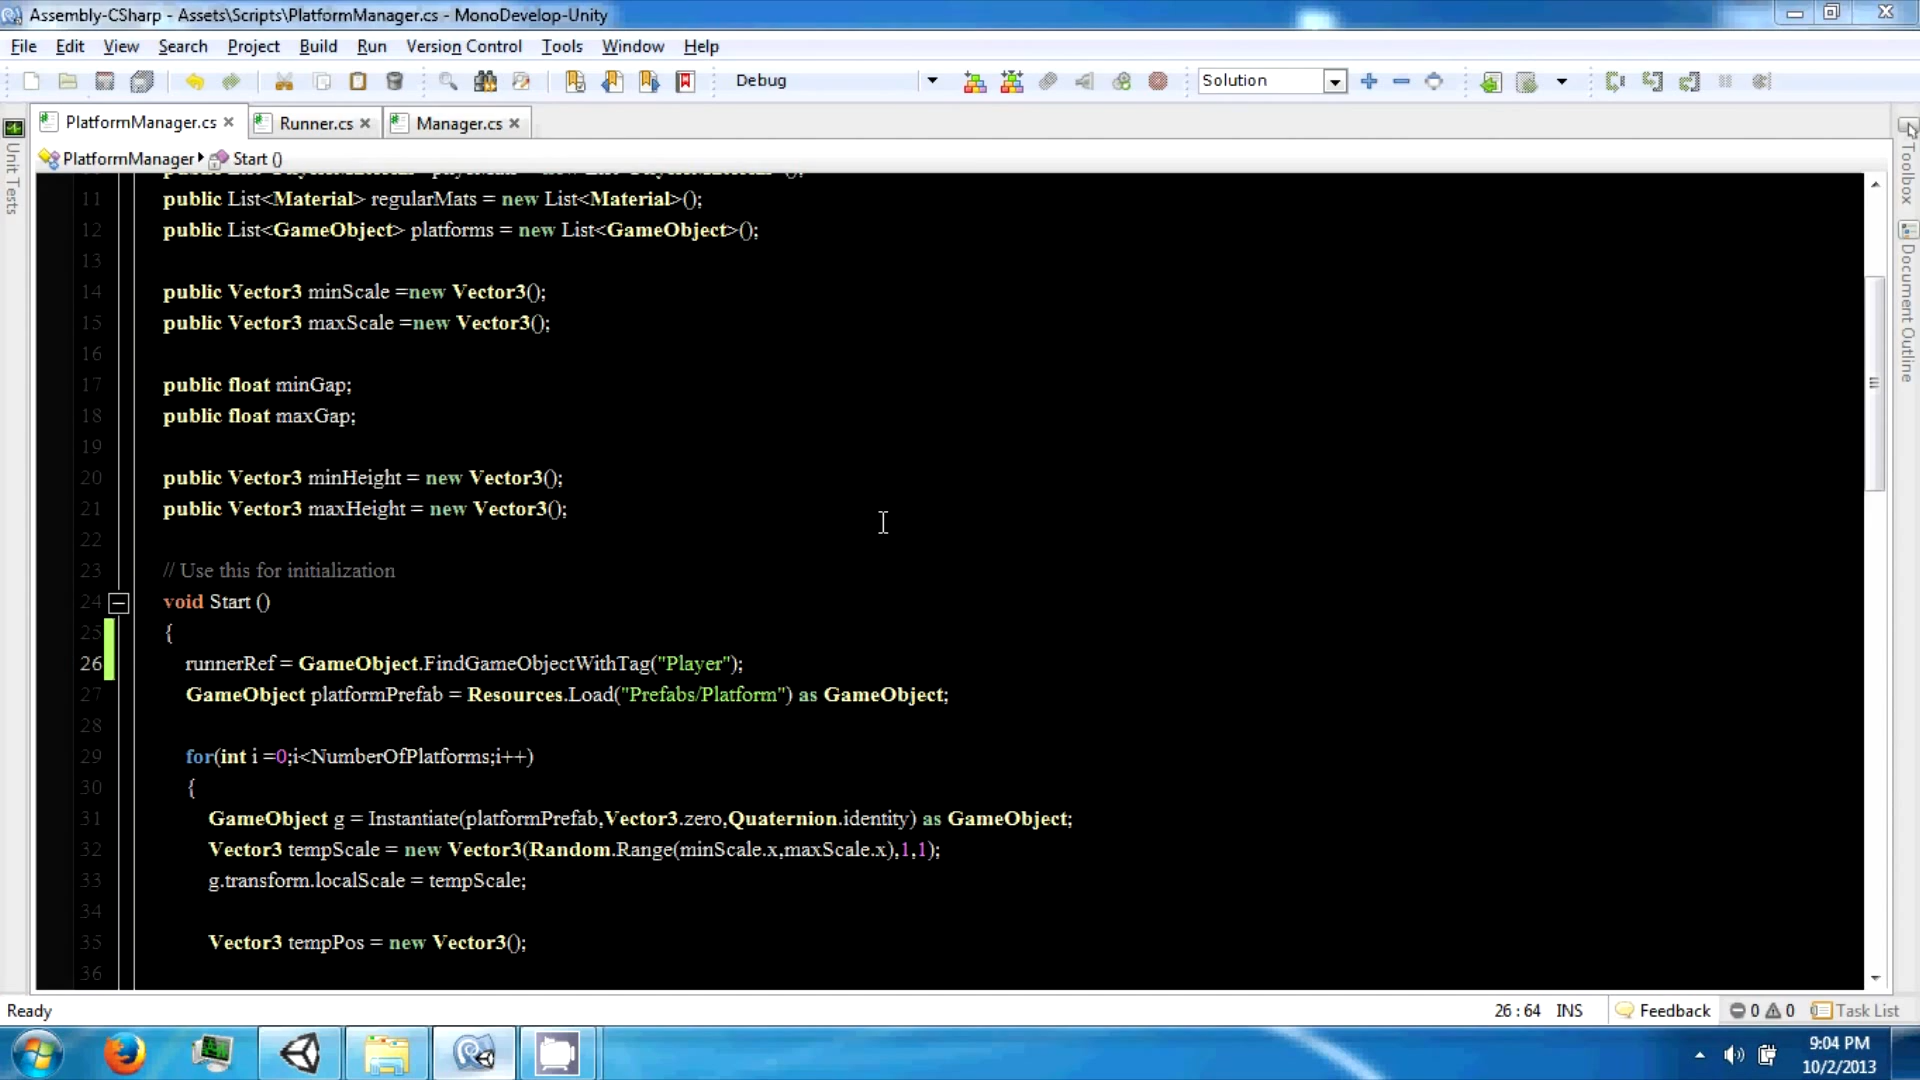 Assembly-CSharp - Assets\Scripts\PlatformManager.cs - MonoDevelop-Unity
File Edit View Search Project Build Run Version Control Tools Window Help
Debug Solution
PlatformManager.cs Runner.cs Manager.cs
PlatformManager Start ()
Unit Tests
Toolbox
Document Outline
11 public List<Material> regularMats = new List<Material>();
12 public List<GameObject> platforms = new List<GameObject>();
13
14 public Vector3 minScale =new Vector3();
15 public Vector3 maxScale =new Vector3();
16
17 public float minGap;
18 public float maxGap;
19
20 public Vector3 minHeight = new Vector3();
21 public Vector3 maxHeight = new Vector3();
22
23 // Use this for initialization
24 void Start ()
25 {
26 runnerRef = GameObject.FindGameObjectWithTag("Player");
27 GameObject platformPrefab = Resources.Load("Prefabs/Platform") as GameObject;
28
29 for(int i =0;i<NumberOfPlatforms;i++)
30 {
31 GameObject g = Instantiate(platformPrefab,Vector3.zero,Quaternion.identity) as GameObject;
32 Vector3 tempScale = new Vector3(Random.Range(minScale.x,maxScale.x),1,1);
33 g.transform.localScale = tempScale;
34
35 Vector3 tempPos = new Vector3();
36
Ready 26 : 64 INS Feedback 0 0 Task List
9:04 PM
10/2/2013